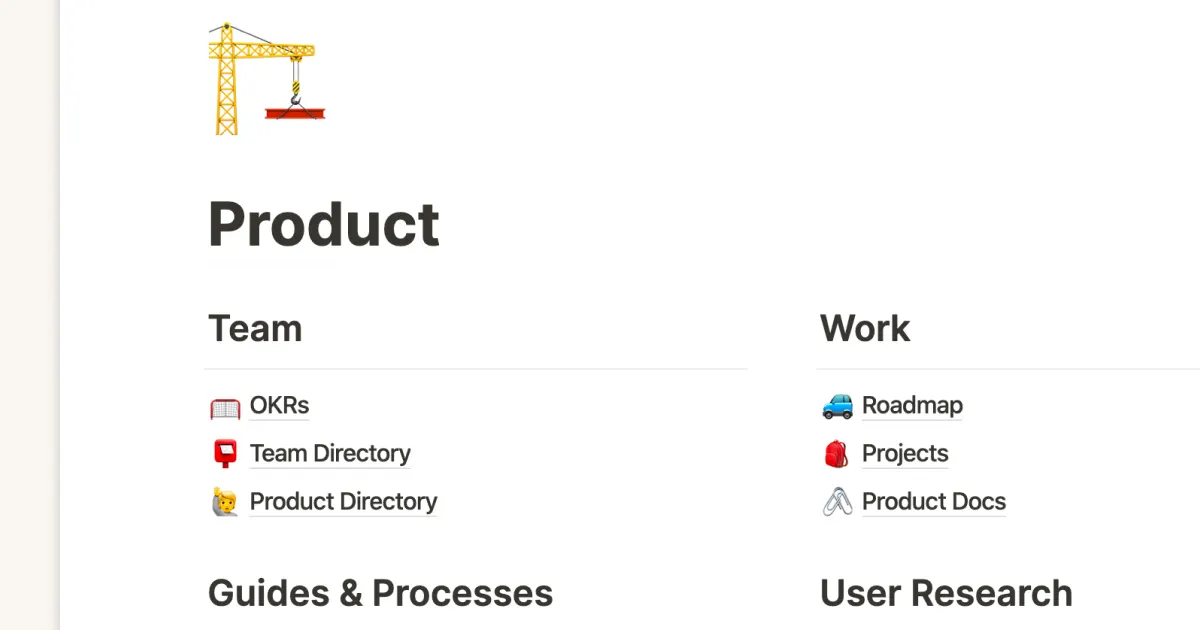 Product
Team
OKRs
Team Directory
Product Directory
Work
Roadmap
Projects
Product Docs
Guides & Processes
User Research